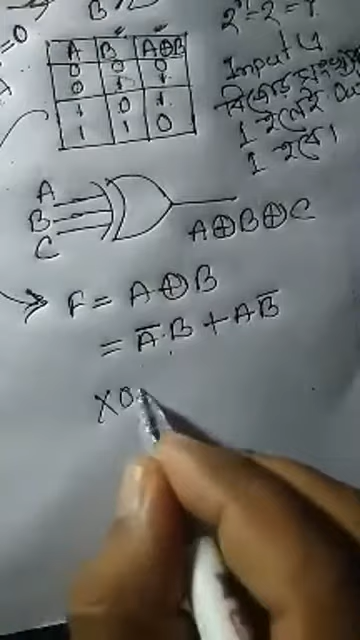 B
=0
2² - 2 = ?
A B A⊕B
0 0 0
0 1 1
1 0 1
1 1 0
Input এ
বিজোড় সংখ্যক
1 হলেই Out
1 হবে।
A
B
C
A⊕B⊕C
F = A⊕B
= A̅.B + AB̅
XO